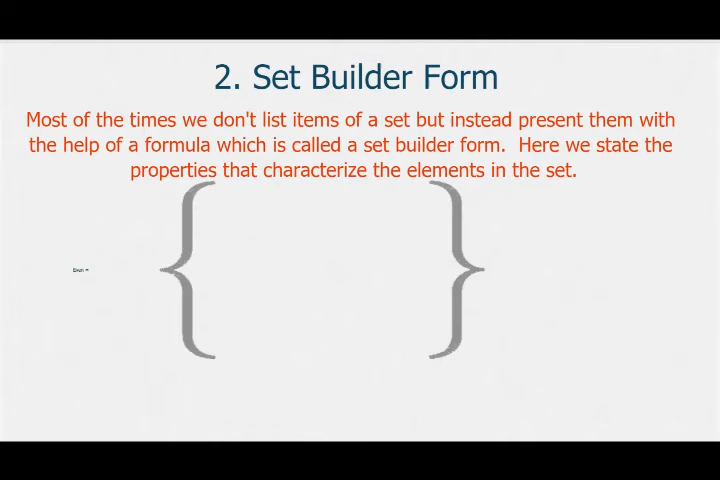 2. Set Builder Form
Most of the times we don't list items of a set but instead present them with
the help of a formula which is called a set builder form.  Here we state the
properties that characterize the elements in the set.
Even =
{ }